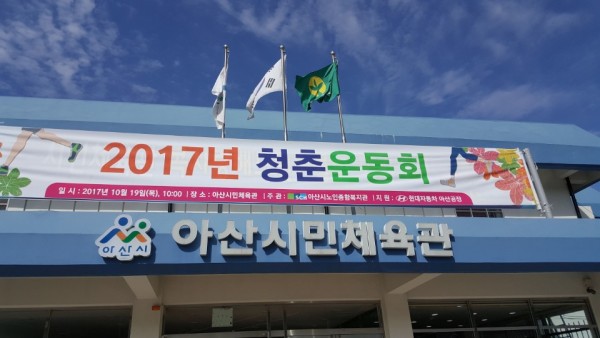 2017년 청춘운동회
일 시 : 2017년 10월 19일(목), 10:00 | 장 소 : 아산시민체육관 | 주 관 : 아산시노인종합복지관 | 지 원 : 현대자동차 아산공장
아산시 아산시민체육관